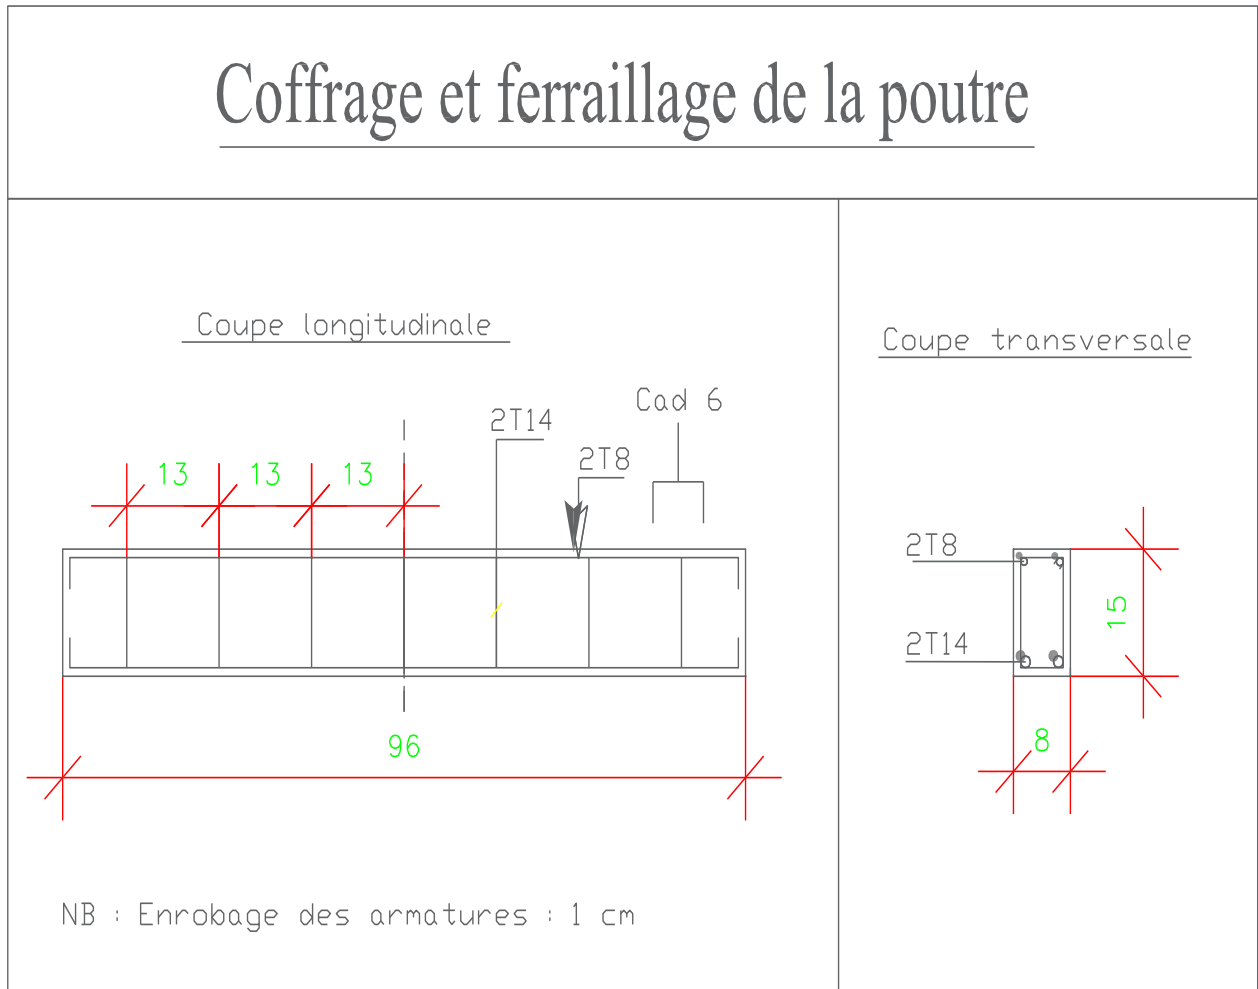 Coffrage et ferraillage de la poutre
Coupe longitudinale
Cad 6
2T14
2T8
13 13 13
96
NB : Enrobage des armatures : 1 cm
Coupe transversale
2T8
15
2T14
8